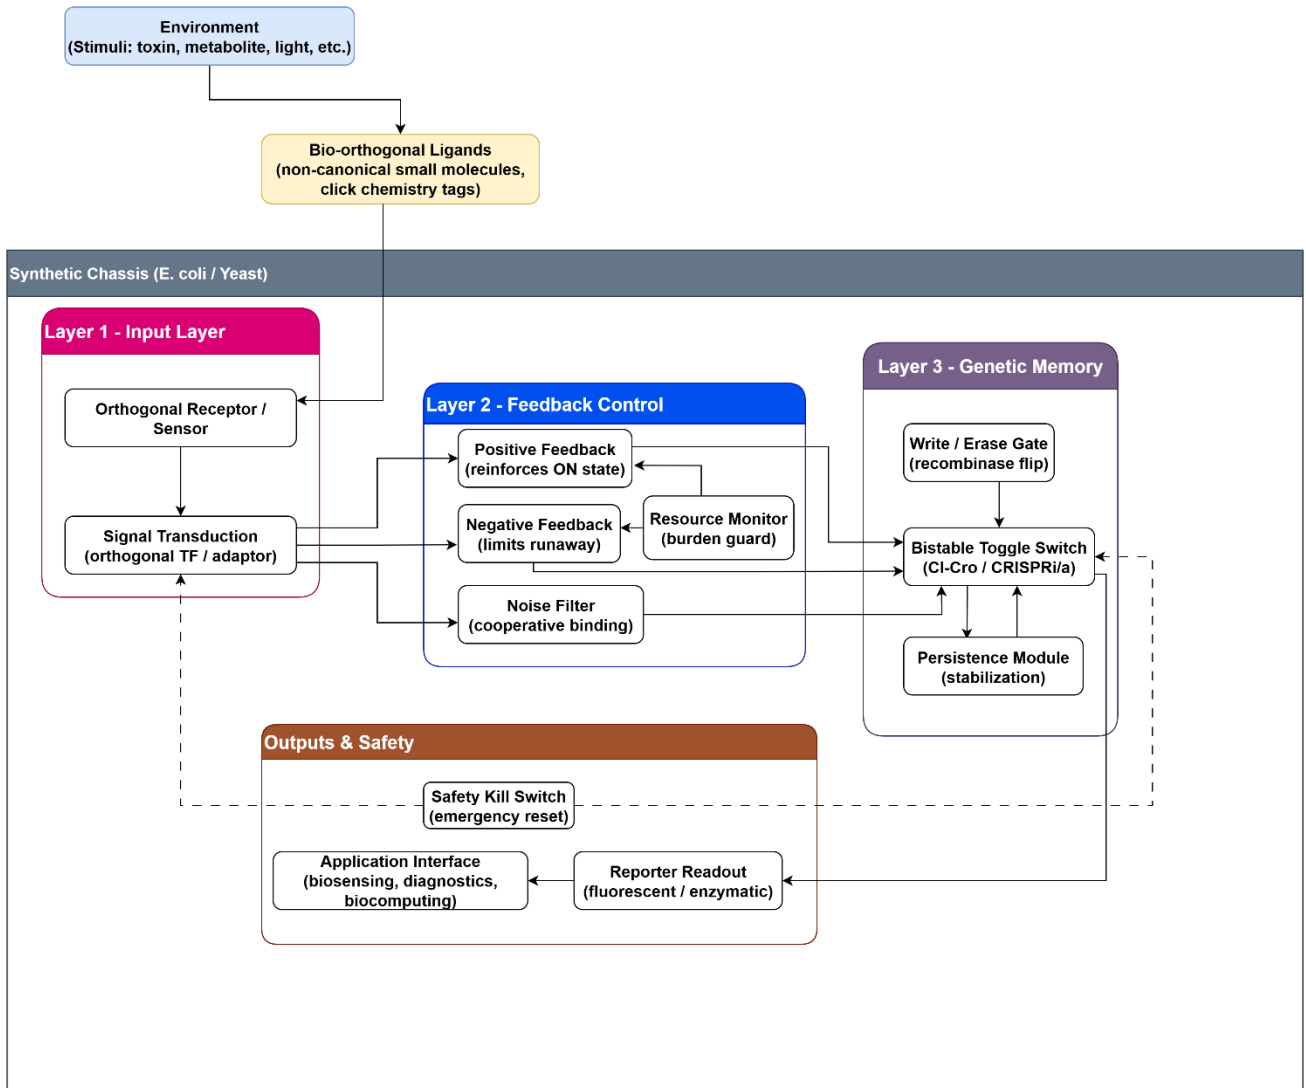 Environment
(Stimuli: toxin, metabolite, light, etc.)
Bio-orthogonal Ligands
(non-canonical small molecules,
click chemistry tags)
Synthetic Chassis (E. coli / Yeast)
Layer 1 - Input Layer
Orthogonal Receptor /
Sensor
Signal Transduction
(orthogonal TF / adaptor)
Layer 2 - Feedback Control
Positive Feedback
(reinforces ON state)
Negative Feedback
(limits runaway)
Resource Monitor
(burden guard)
Noise Filter
(cooperative binding)
Layer 3 - Genetic Memory
Write / Erase Gate
(recombinase flip)
Bistable Toggle Switch
(CI-Cro / CRISPRi/a)
Persistence Module
(stabilization)
Outputs & Safety
Safety Kill Switch
(emergency reset)
Application Interface
(biosensing, diagnostics,
biocomputing)
Reporter Readout
(fluorescent / enzymatic)